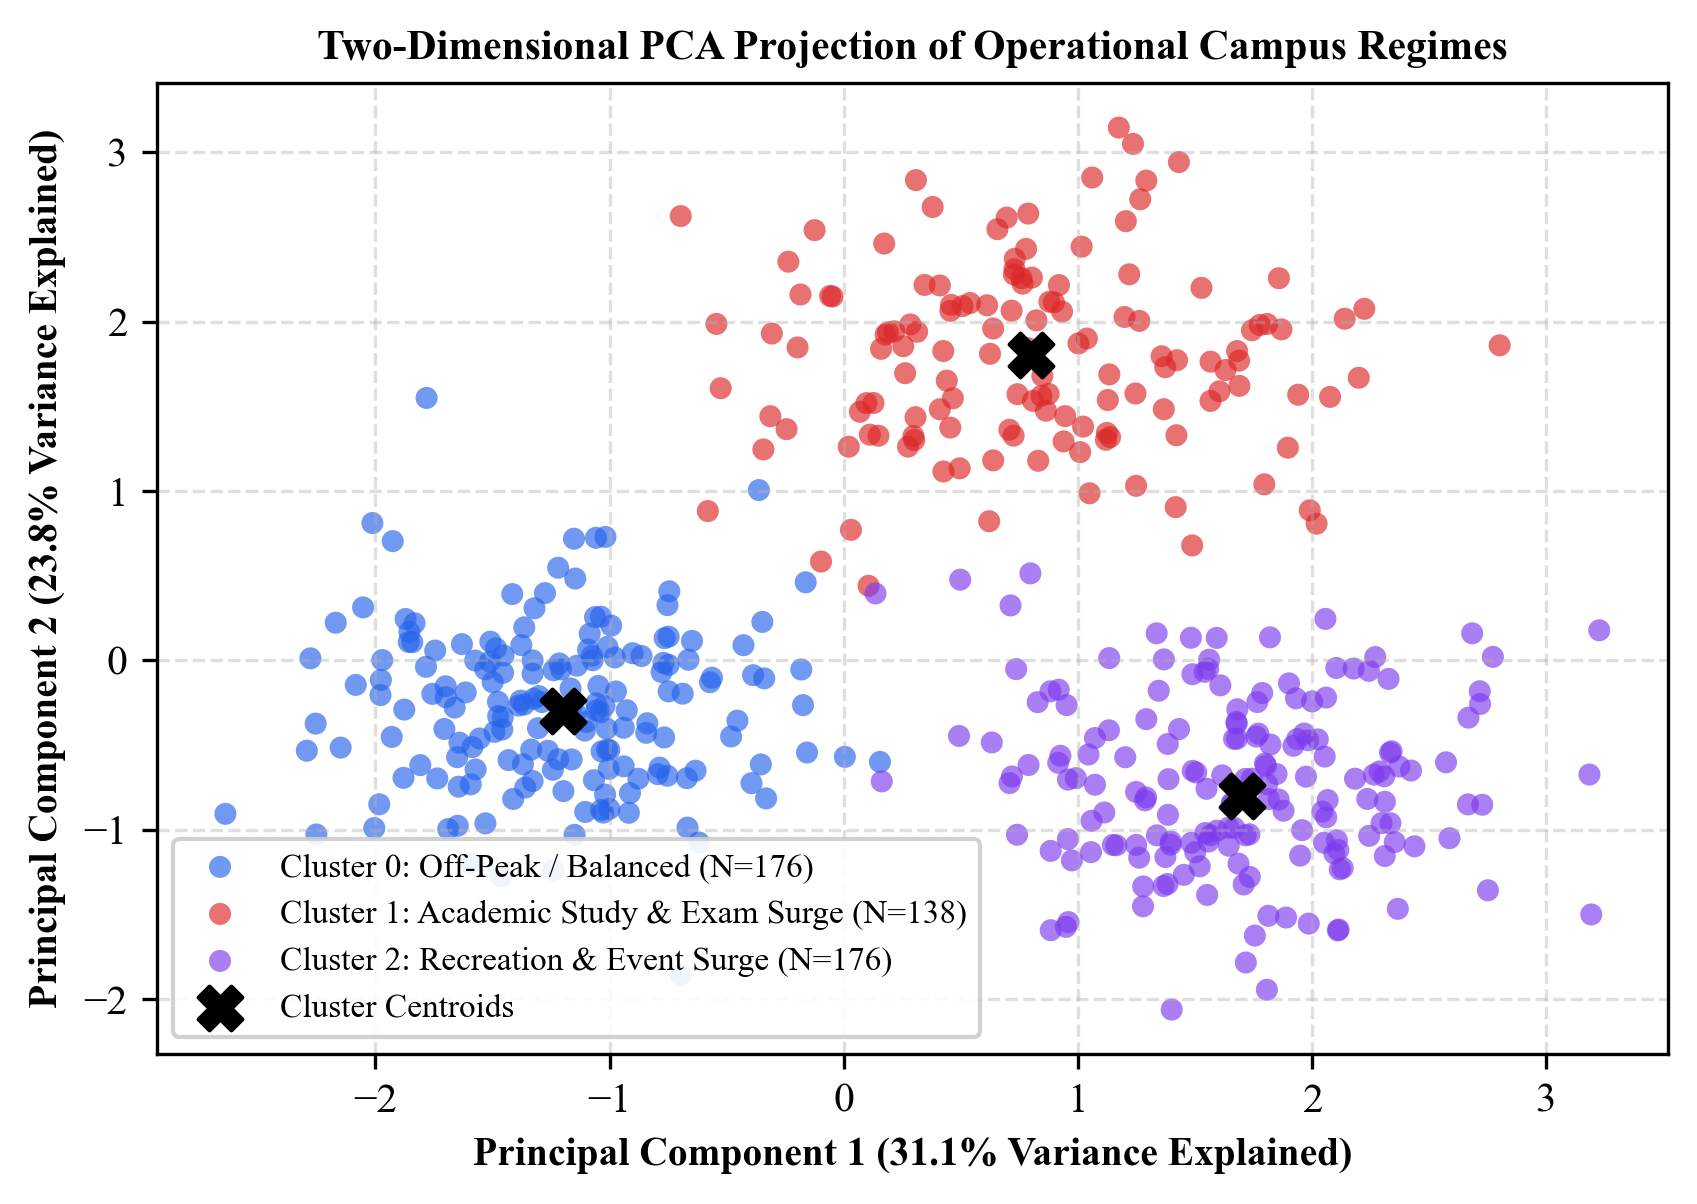 Two-Dimensional PCA Projection of Operational Campus Regimes
Principal Component 2 (23.8% Variance Explained)
3
2
1
0
−1
−2
Cluster 0: Off-Peak / Balanced (N=176)
Cluster 1: Academic Study & Exam Surge (N=138)
Cluster 2: Recreation & Event Surge (N=176)
Cluster Centroids
−2 −1 0 1 2 3
Principal Component 1 (31.1% Variance Explained)